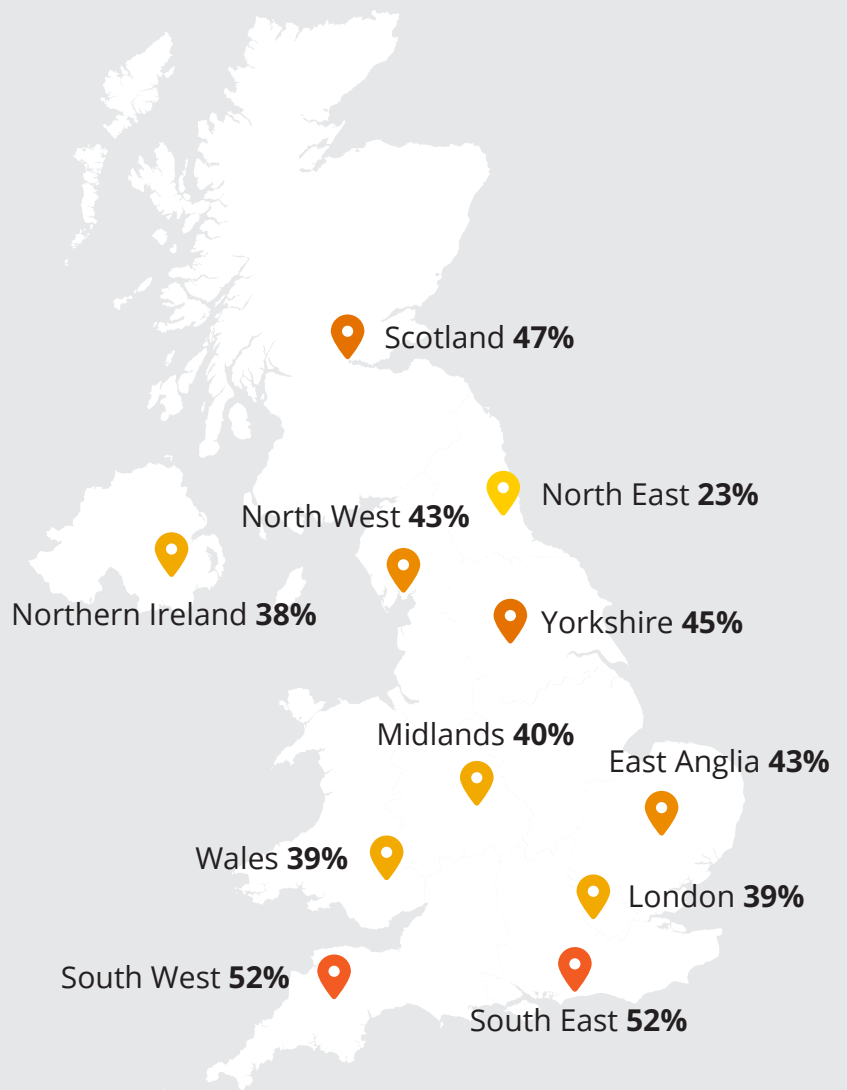 Scotland 47%
North East 23%
North West 43%
Northern Ireland 38%
Yorkshire 45%
Midlands 40%
East Anglia 43%
Wales 39%
London 39%
South West 52%
South East 52%